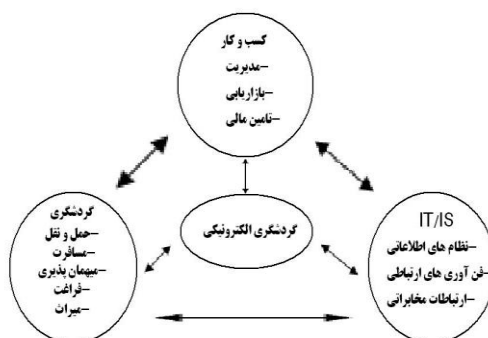 کسب و کار
-مدیریت
-بازاریابی
-تامین مالی
گردشگری
-حمل و نقل
-مسافرت
-میهمان پذیری
-فراغت
-میراث
گردشگری الکترونیکی
IT/IS
-نظام های اطلاعاتی
-فن آوری های ارتباطی
-ارتباطات مخابراتی